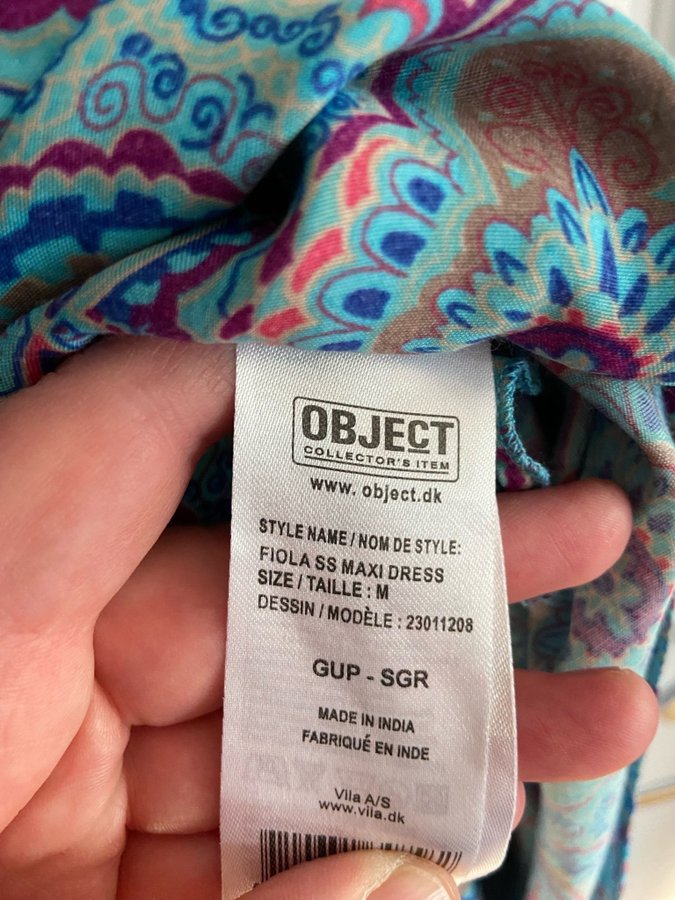 OBJECT
COLLECTOR'S ITEM
www. object.dk
STYLE NAME / NOM DE STYLE:
FIOLA SS MAXI DRESS
SIZE / TAILLE : M
DESSIN / MODÈLE : 23011208
GUP - SGR
MADE IN INDIA
FABRIQUÉ EN INDE
Vila A/S
www.vila.dk